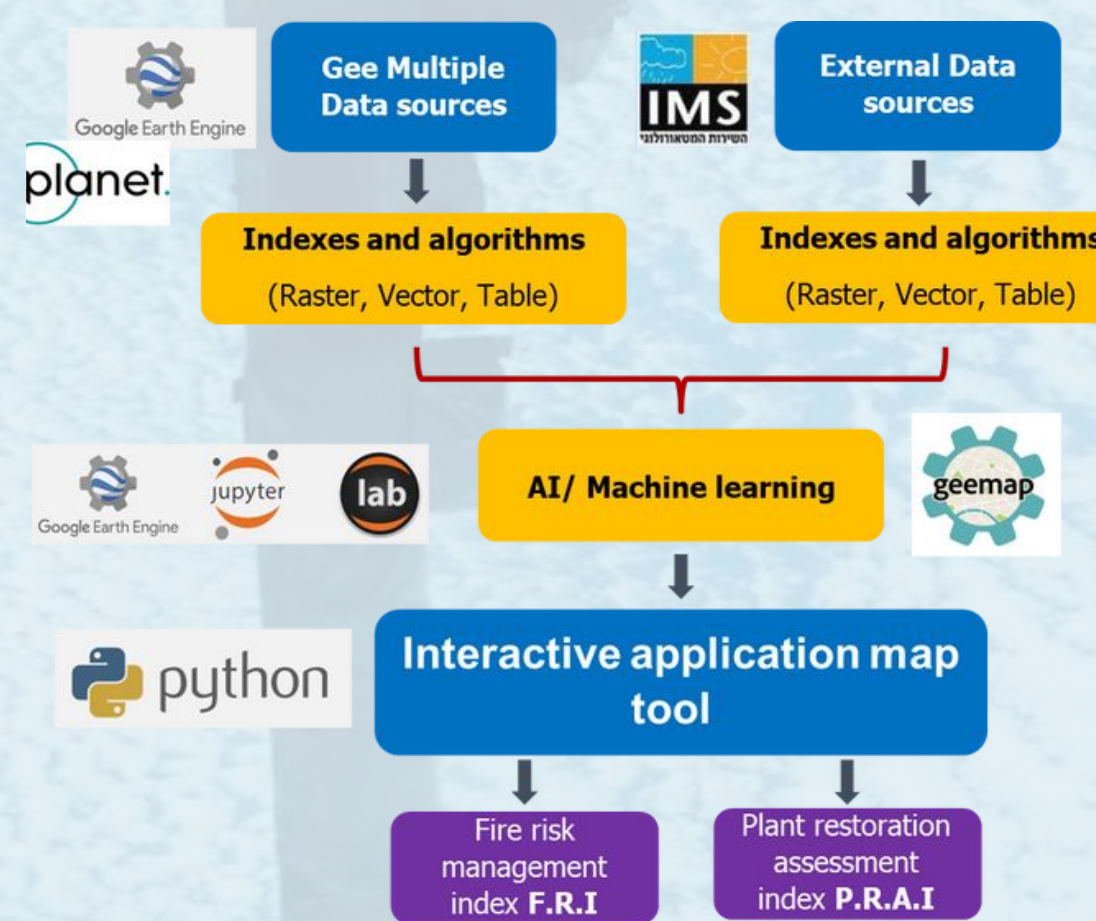 Google Earth Engine
planet.
Gee Multiple
Data sources
IMS
השירות המטאורולוגי
External Data
sources
Indexes and algorithms
(Raster, Vector, Table)
Indexes and algorithms
(Raster, Vector, Table)
Google Earth Engine
jupyter
lab
AI/ Machine learning
geemap
python
Interactive application map
tool
Fire risk
management
index F.R.I
Plant restoration
assessment
index P.R.A.I